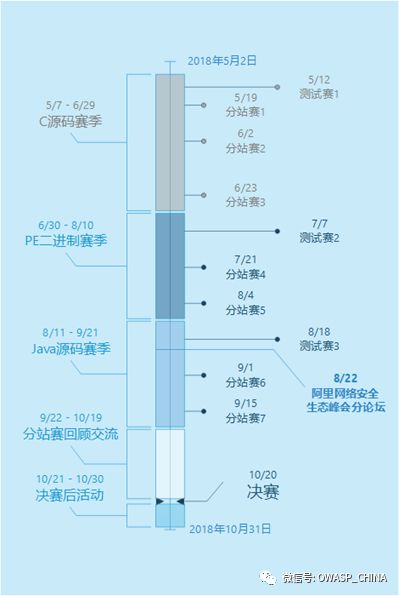 2018年5月2日
5/7 - 6/29
C源码赛季
5/12
测试赛1
5/19
分站赛1
6/2
分站赛2
6/23
分站赛3
6/30 - 8/10
PE二进制赛季
7/7
测试赛2
7/21
分站赛4
8/4
分站赛5
8/11 - 9/21
Java源码赛季
8/18
测试赛3
8/22
阿里网络安全
生态峰会分论坛
9/1
分站赛6
9/15
分站赛7
9/22 - 10/19
分站赛回顾交流
10/20
决赛
10/21 - 10/30
决赛后活动
2018年10月31日
微信号: OWASP_CHINA